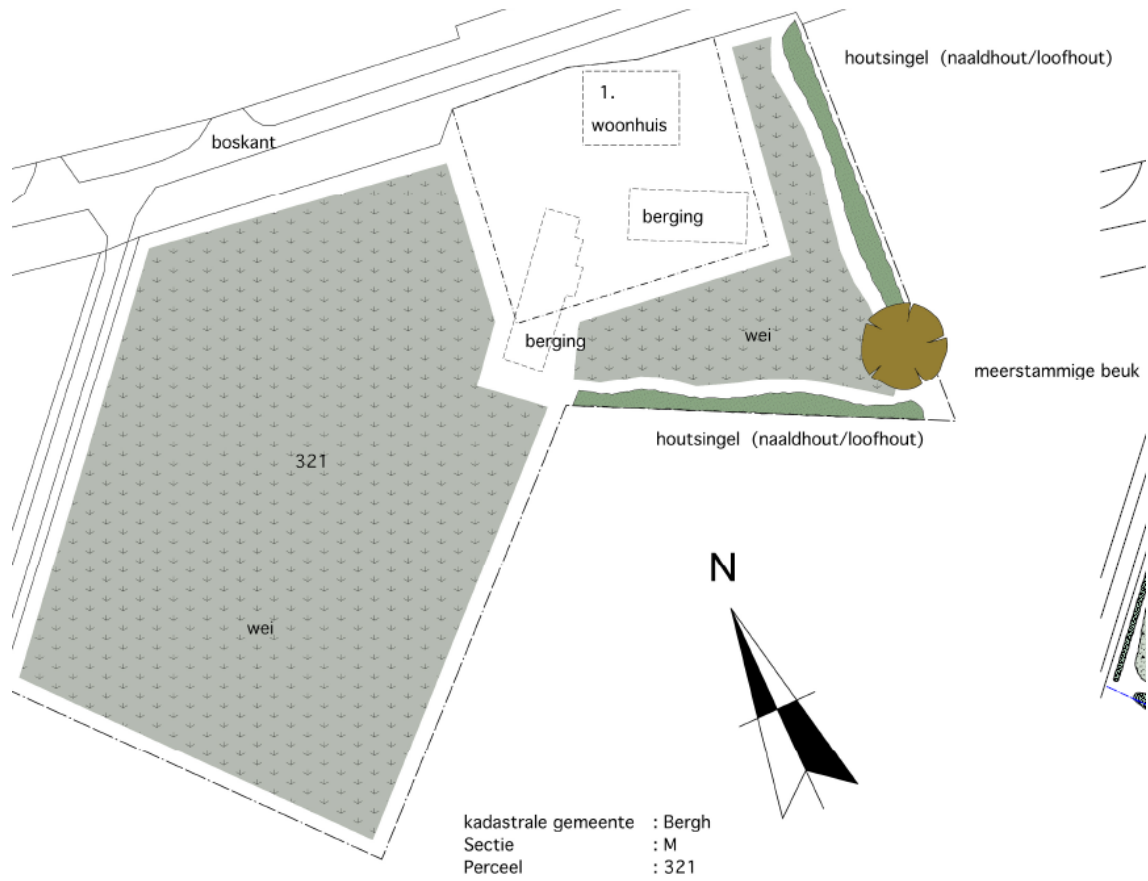 houtsingel (naaldhout/loofhout)
1.
woonhuis
boskant
berging
berging
wei
meerstammige beuk
houtsingel (naaldhout/loofhout)
321
N
wei
kadastrale gemeente : Bergh
Sectie : M
Perceel : 321